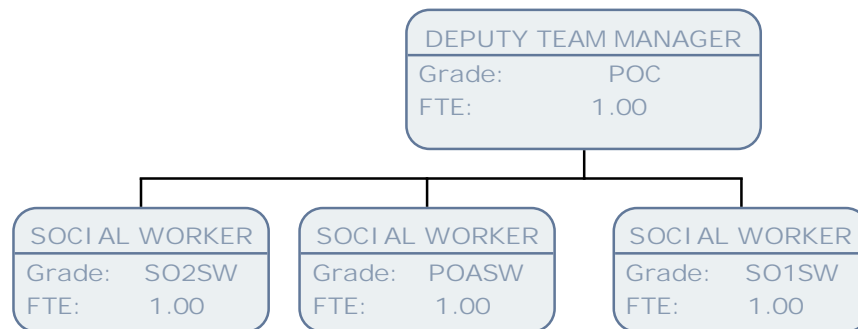 DEPUTY TEAM MANAGER
Grade: POC
FTE: 1.00
SOCIAL WORKER
Grade: SO2SW
FTE: 1.00
SOCIAL WORKER
Grade: POASW
FTE: 1.00
SOCIAL WORKER
Grade: SO1SW
FTE: 1.00